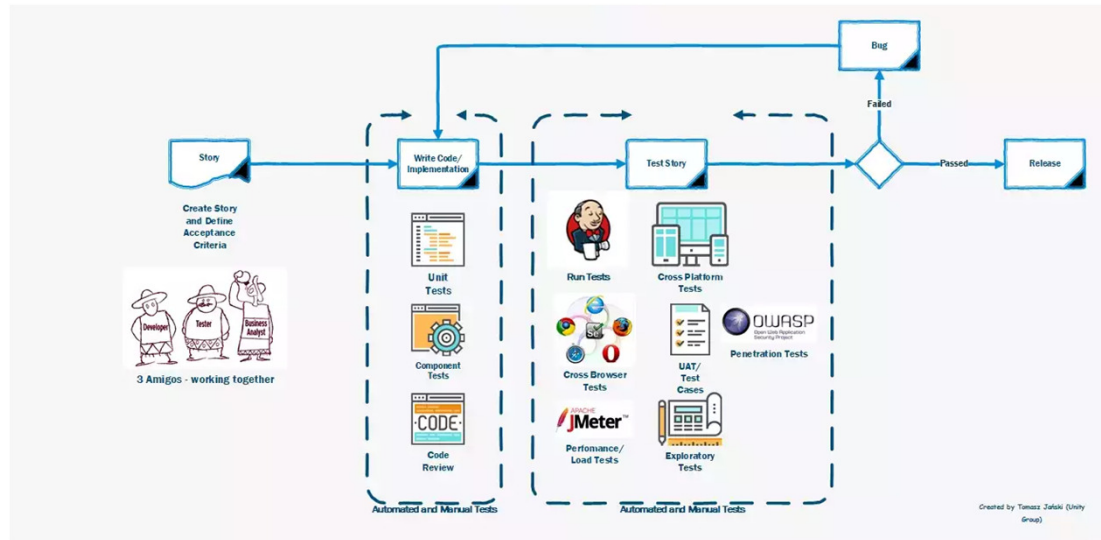 Bug
Failed
Story
Write Code/
Implementation
Test Story
Passed
Release
Create Story
and Define
Acceptance
Criteria
Unit
Tests
Run Tests
Cross Platform
Tests
Developer
Tester
Business
Analyst
3 Amigos - working together
Component
Tests
Se
Cross Browser
Tests
UAT/
Test
Cases
OWASP
Open Web Application
Security Project
Penetration Tests
CODE
Code
Review
APACHE
JMeter™
Perfomance/
Load Tests
Exploratory
Tests
Automated and Manual Tests
Automated and Manual Tests
Created by Tomasz Jański (Unity
Group)